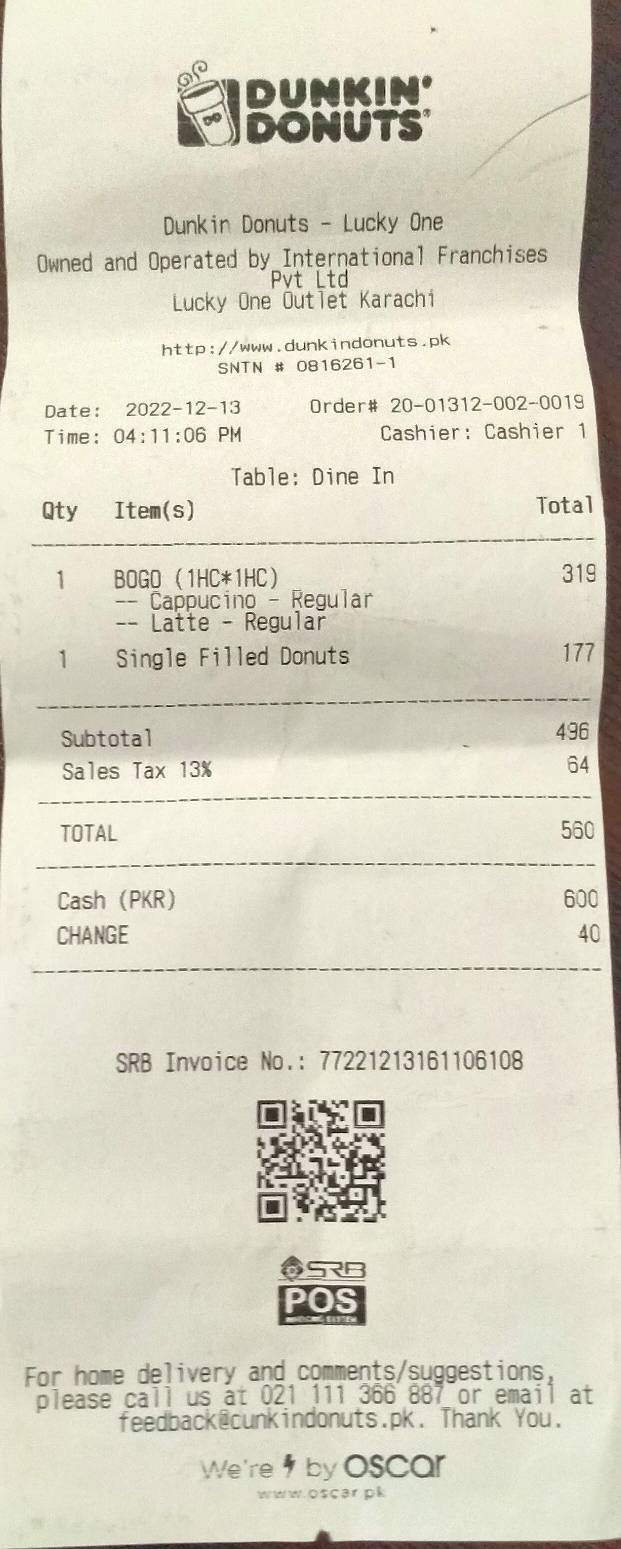 DUNKIN'
DONUTS
Dunkin Donuts - Lucky One
Owned and Operated by International Franchises
Pvt Ltd
Lucky One Outlet Karachi
http://www.dunkindonuts.pk
SNTN # 0816261-1
Date: 2022-12-13 Order# 20-01312-002-0019
Time: 04:11:06 PM Cashier: Cashier 1
Table: Dine In
Qty Item(s) Total
1 BOGO (1HC*1HC) 319
-- Cappucino - Regular
-- Latte - Regular
1 Single Filled Donuts 177
Subtotal 496
Sales Tax 13% 64
TOTAL 560
Cash (PKR) 600
CHANGE 40
SRB Invoice No.: 77221213161106108
SRB
POS
For home delivery and comments/suggestions,
please call us at 021 111 366 887 or email at
feedback@cunkindonuts.pk. Thank You.
We're by oscar
www.oscar.pk